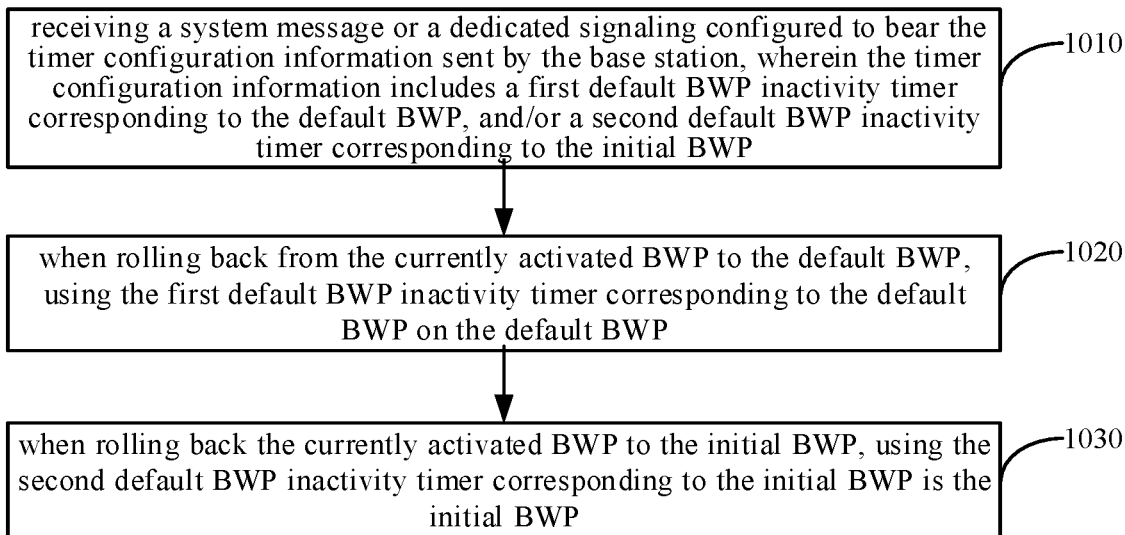 receiving a system message or a dedicated signaling configured to bear the
timer configuration information sent by the base station, wherein the timer
configuration information includes a first default BWP inactivity timer
corresponding to the default BWP, and/or a second default BWP inactivity
timer corresponding to the initial BWP
1010
when rolling back from the currently activated BWP to the default BWP,
using the first default BWP inactivity timer corresponding to the default
BWP on the default BWP
1020
when rolling back the currently activated BWP to the initial BWP, using the
second default BWP inactivity timer corresponding to the initial BWP is the
initial BWP
1030